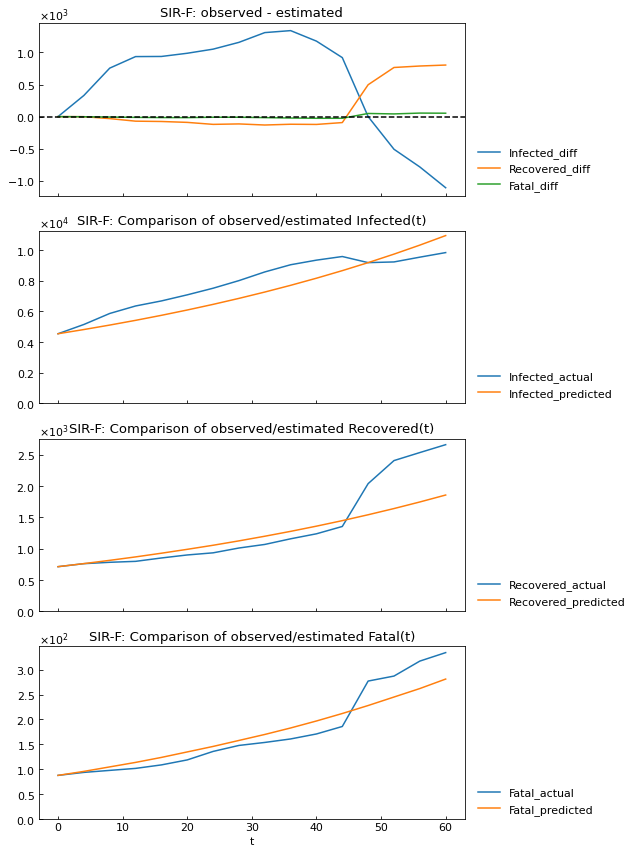 SIR-F: observed - estimated
×10³
1.0
0.5
0.0
−0.5
−1.0
Infected_diff
Recovered_diff
Fatal_diff
SIR-F: Comparison of observed/estimated Infected(t)
×10⁴
1.0
0.8
0.6
0.4
0.2
0.0
Infected_actual
Infected_predicted
SIR-F: Comparison of observed/estimated Recovered(t)
×10³
2.5
2.0
1.5
1.0
0.5
0.0
Recovered_actual
Recovered_predicted
SIR-F: Comparison of observed/estimated Fatal(t)
×10²
3.0
2.5
2.0
1.5
1.0
0.5
0.0
Fatal_actual
Fatal_predicted
0 10 20 30 40 50 60
t